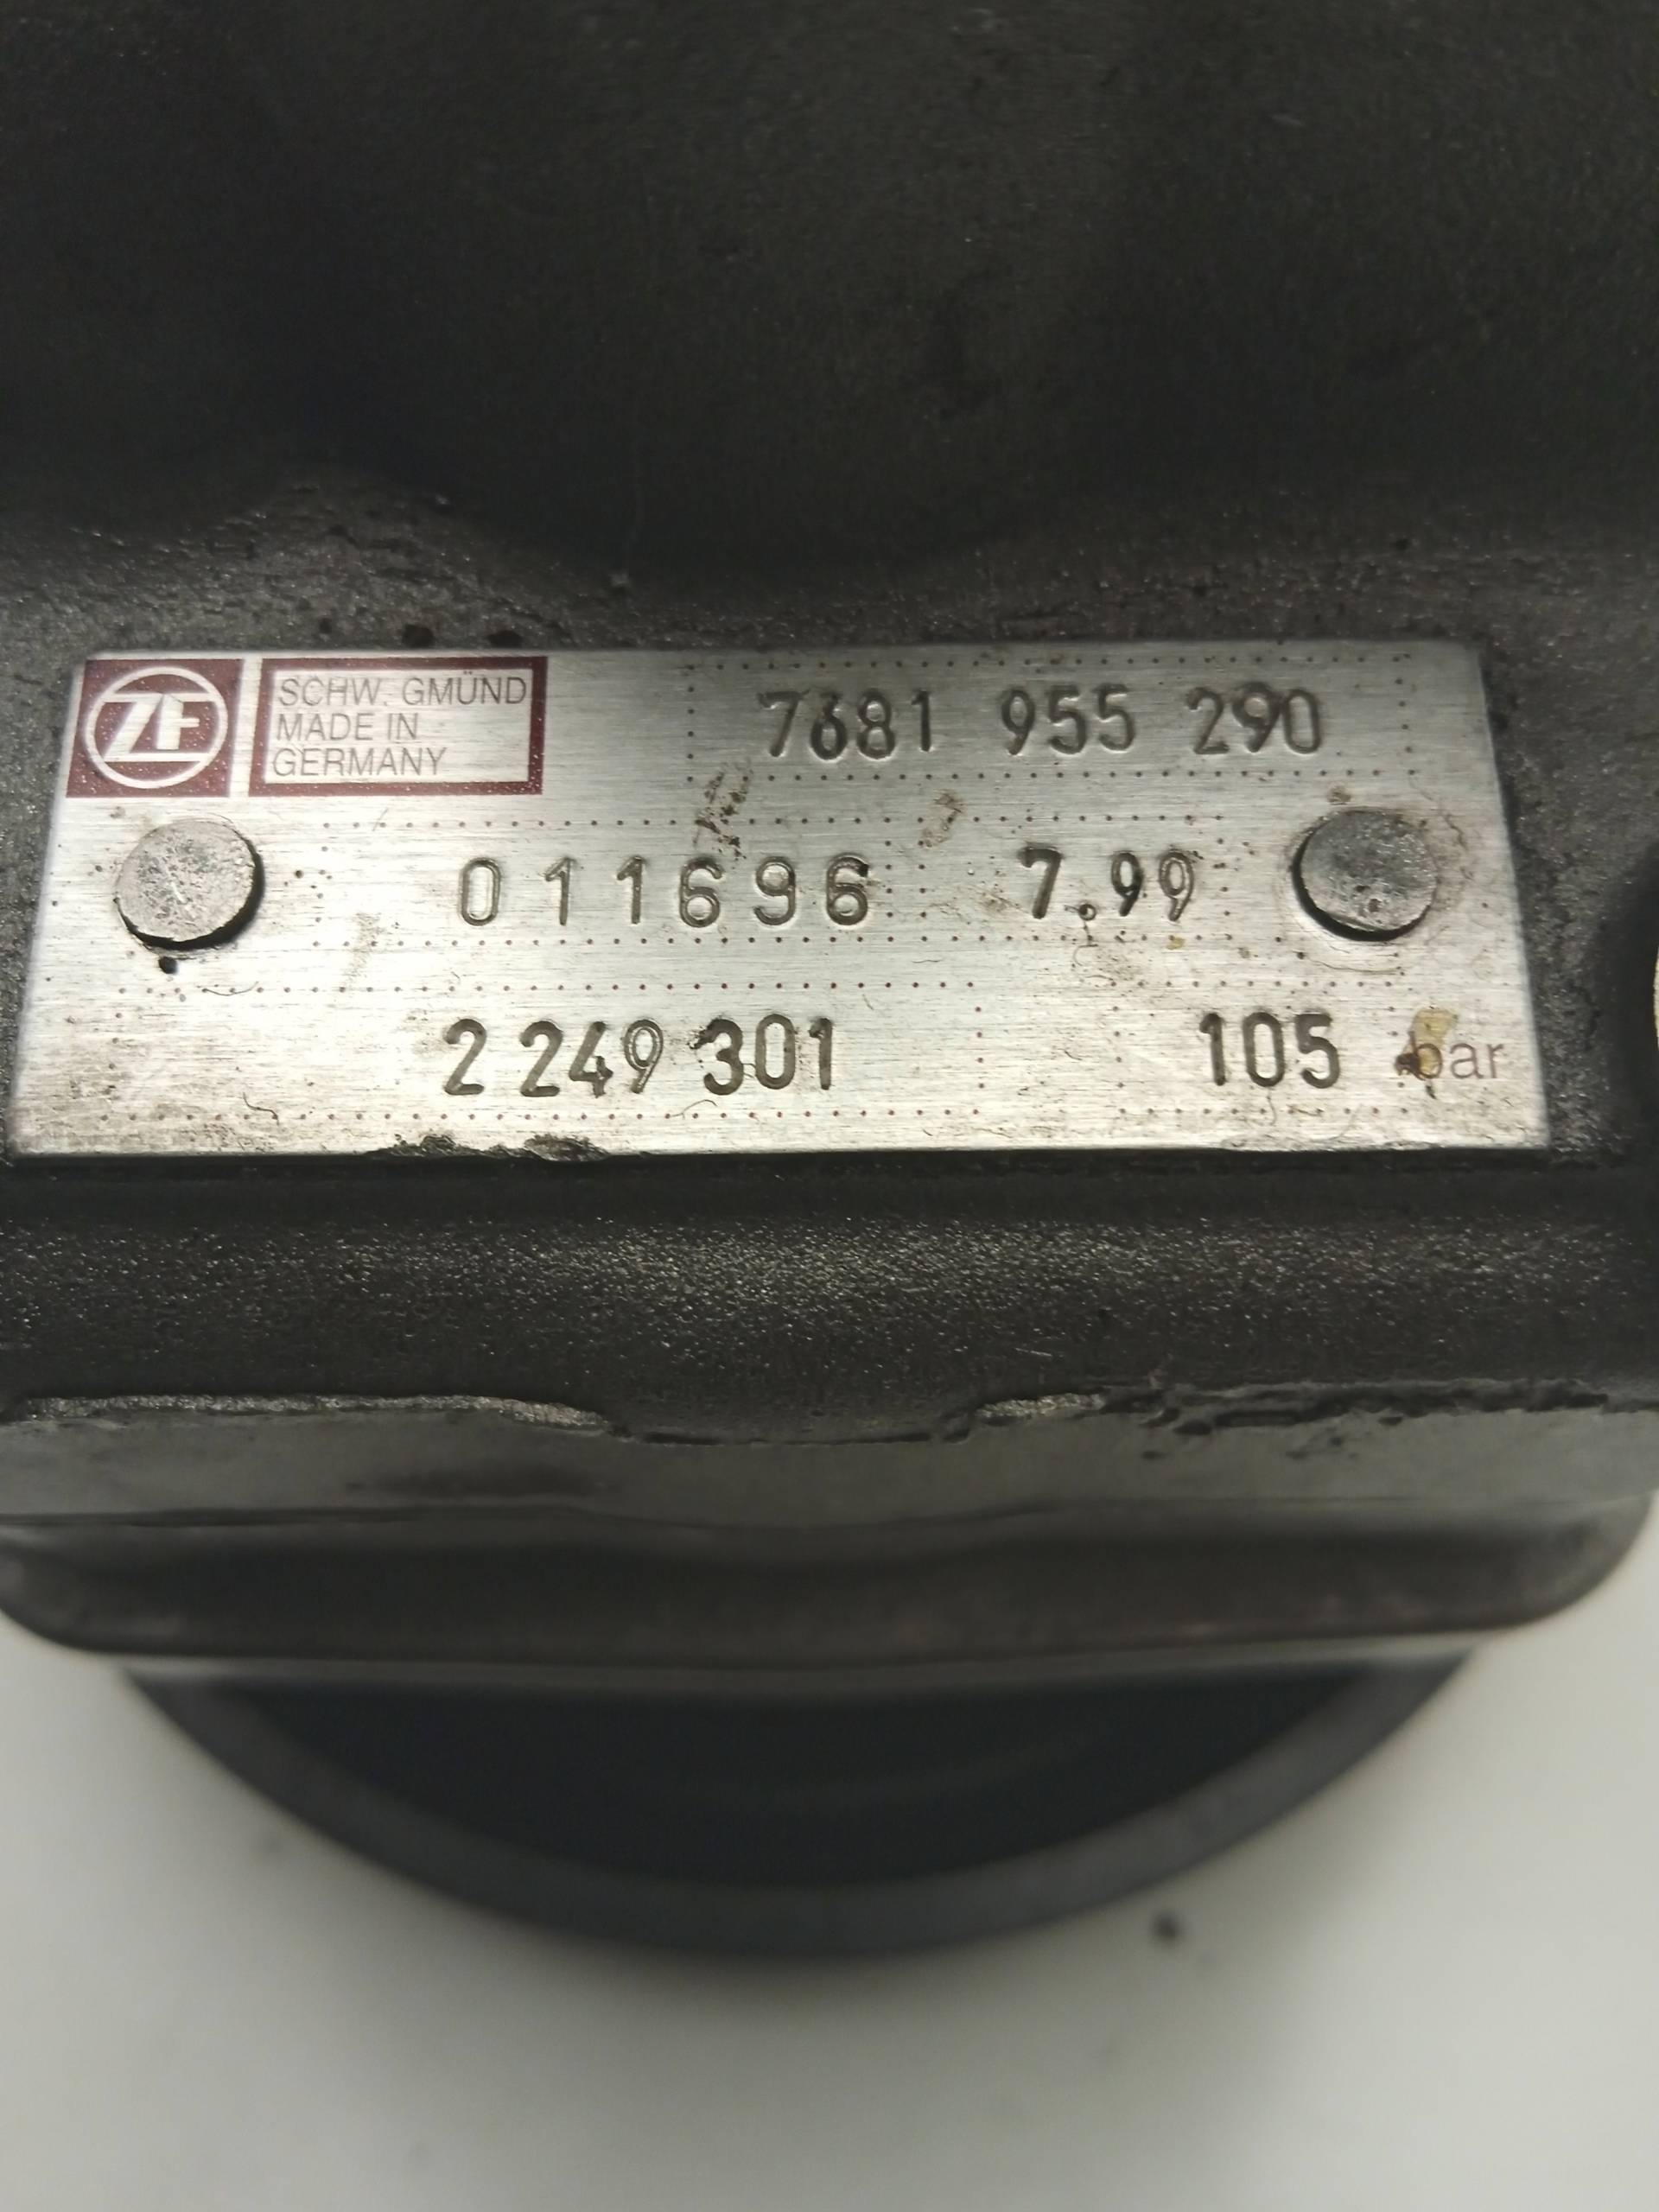 ZF
SCHW. GMÜND
MADE IN
GERMANY
7681 955 290
011696 7.99
2 249 301 105 bar